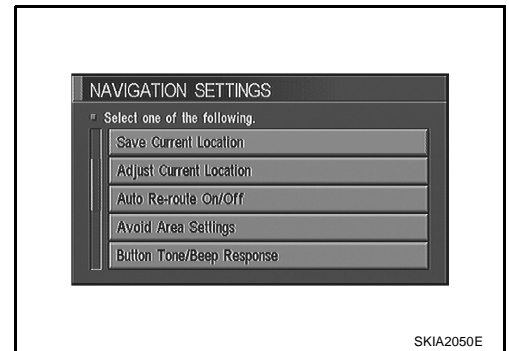 NAVIGATION SETTINGS
Select one of the following.
Save Current Location
Adjust Current Location
Auto Re-route On/Off
Avoid Area Settings
Button Tone/Beep Response
SKIA2050E